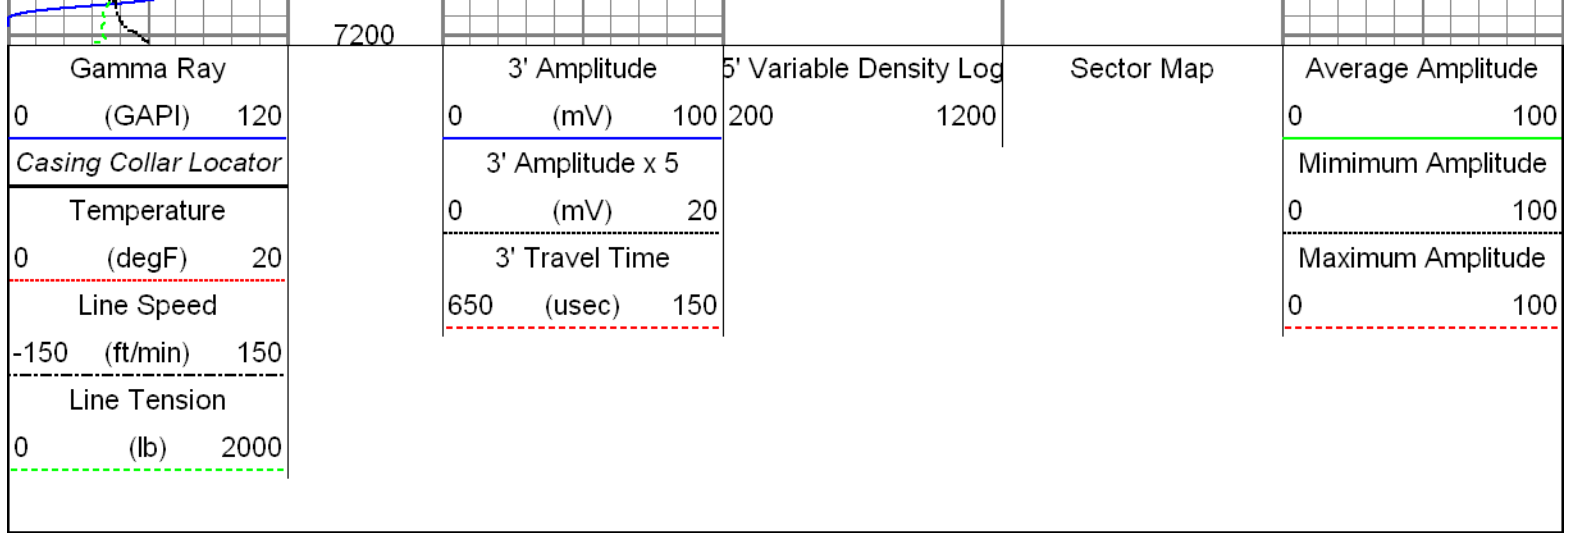 7200
Gamma Ray
0 (GAPI) 120
Casing Collar Locator
Temperature
0 (degF) 20
Line Speed
-150 (ft/min) 150
Line Tension
0 (lb) 2000
3' Amplitude
0 (mV) 100
3' Amplitude x 5
0 (mV) 20
3' Travel Time
650 (usec) 150
5' Variable Density Log
200 1200
Sector Map
Average Amplitude
0 100
Mimimum Amplitude
0 100
Maximum Amplitude
0 100